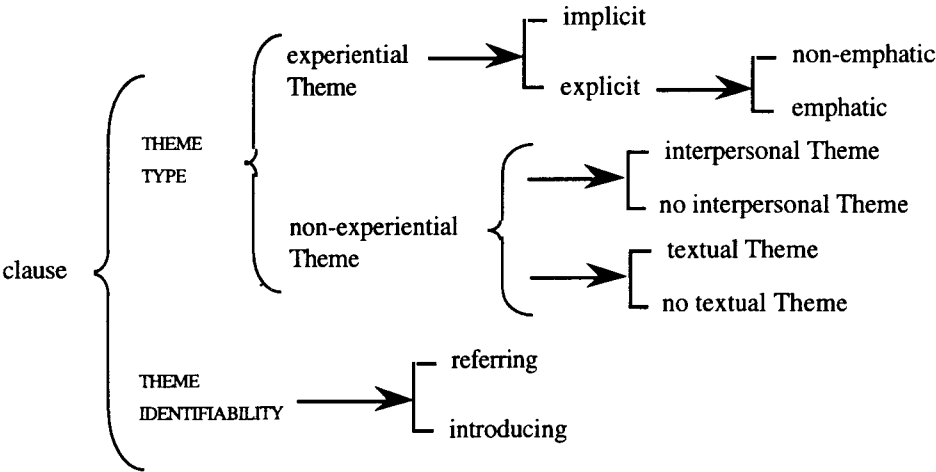 implicit
experiential
Theme
explicit
non-emphatic
emphatic
THEME
TYPE
interpersonal Theme
no interpersonal Theme
non-experiential
Theme
textual Theme
no textual Theme
clause
referring
THEME
IDENTIFIABILITY
introducing